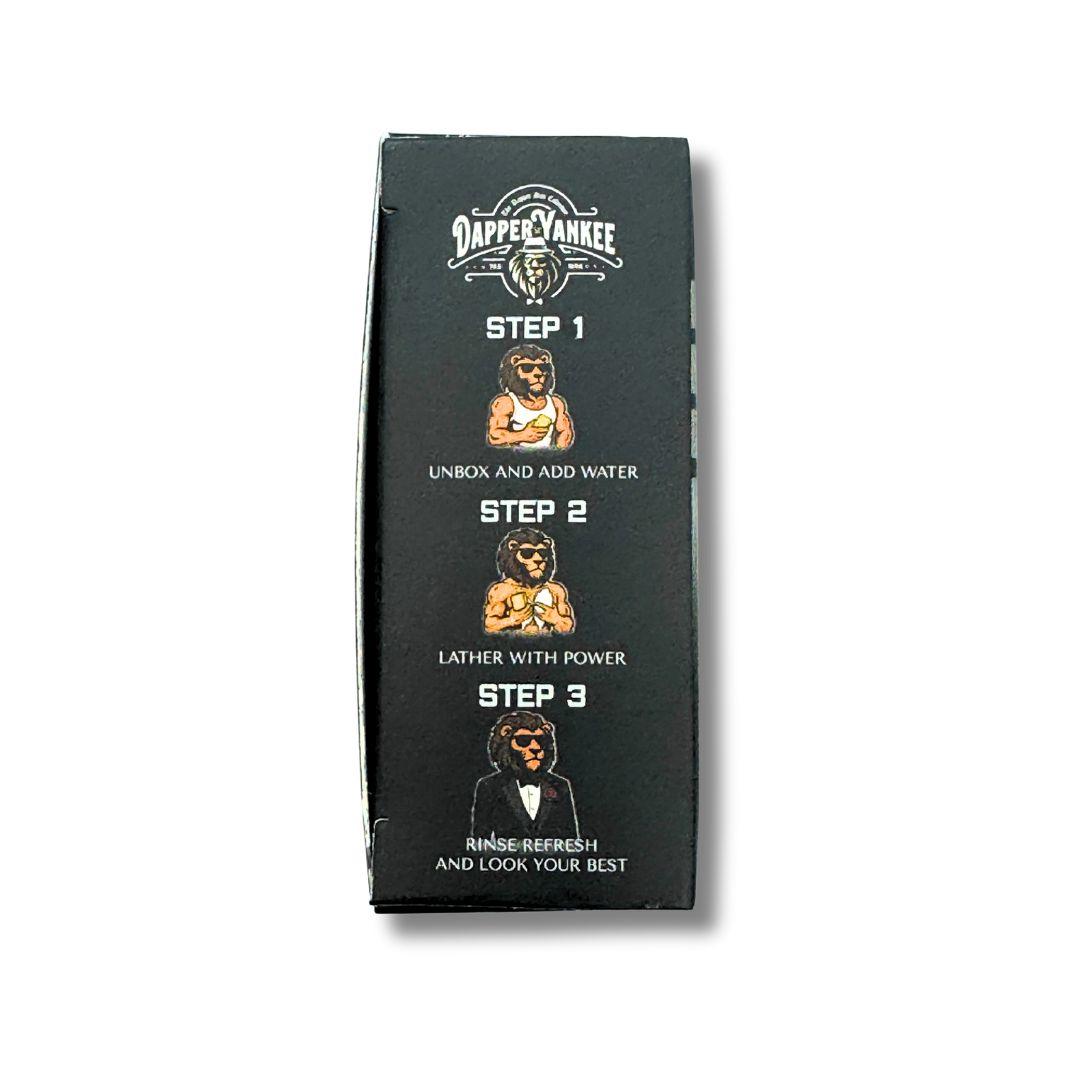 DAPPER YANKEE
STEP 1
UNBOX AND ADD WATER
STEP 2
LATHER WITH POWER
STEP 3
RINSE REFRESH
AND LOOK YOUR BEST